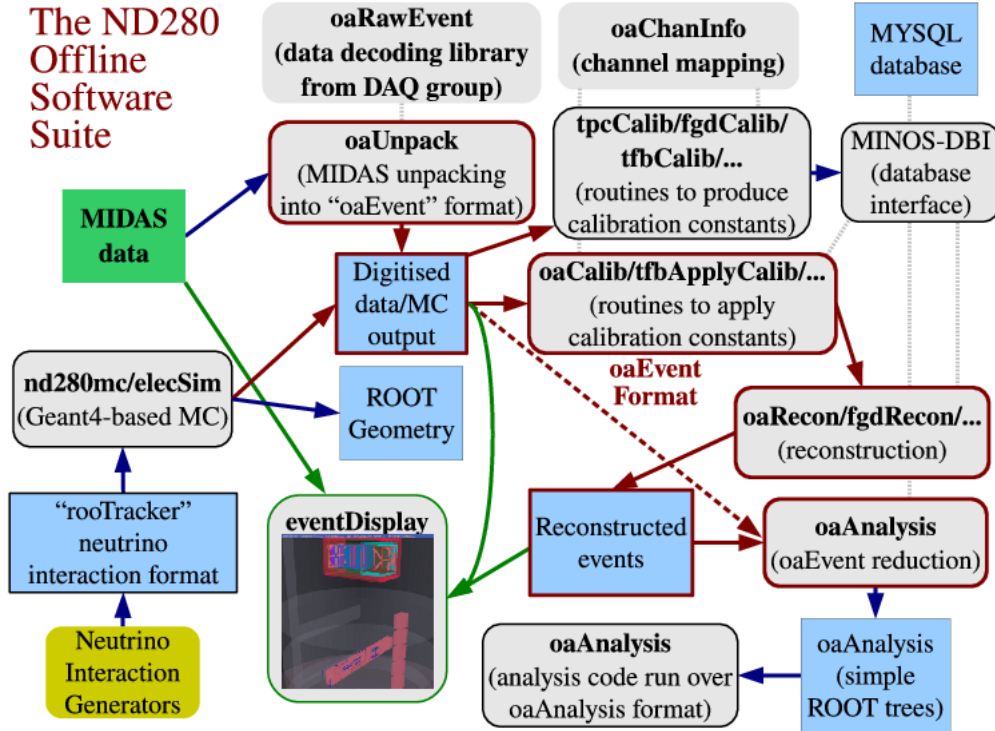 The ND280
Offline
Software
Suite
oaRawEvent
(data decoding library
from DAQ group)
oaChanInfo
(channel mapping)
MYSQL
database
oaUnpack
(MIDAS unpacking
into “oaEvent” format)
tpcCalib/fgdCalib/
tfbCalib/...
(routines to produce
calibration constants)
MINOS-DBI
(database
interface)
MIDAS
data
Digitised
data/MC
output
oaCalib/tfbApplyCalib/...
(routines to apply
calibration constants)
oaEvent
Format
nd280mc/elecSim
(Geant4-based MC)
ROOT
Geometry
oaRecon/fgdRecon/...
(reconstruction)
“rooTracker”
neutrino
interaction format
eventDisplay
Reconstructed
events
oaAnalysis
(oaEvent reduction)
Neutrino
Interaction
Generators
oaAnalysis
(analysis code run over
oaAnalysis format)
oaAnalysis
(simple
ROOT trees)